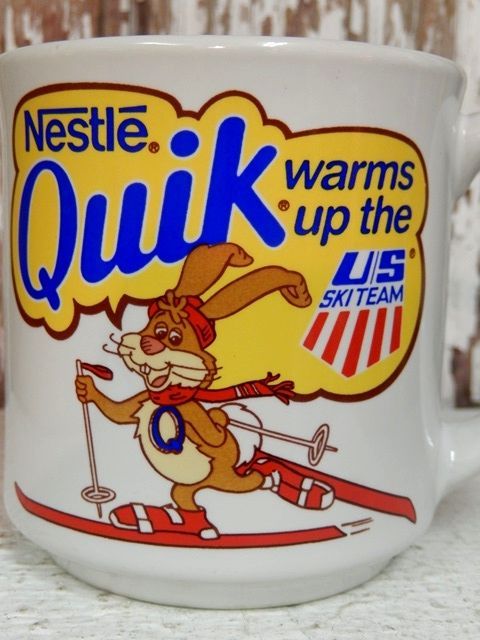 Nestlé®
Quik®
warms
up the
US®
SKI TEAM
Q